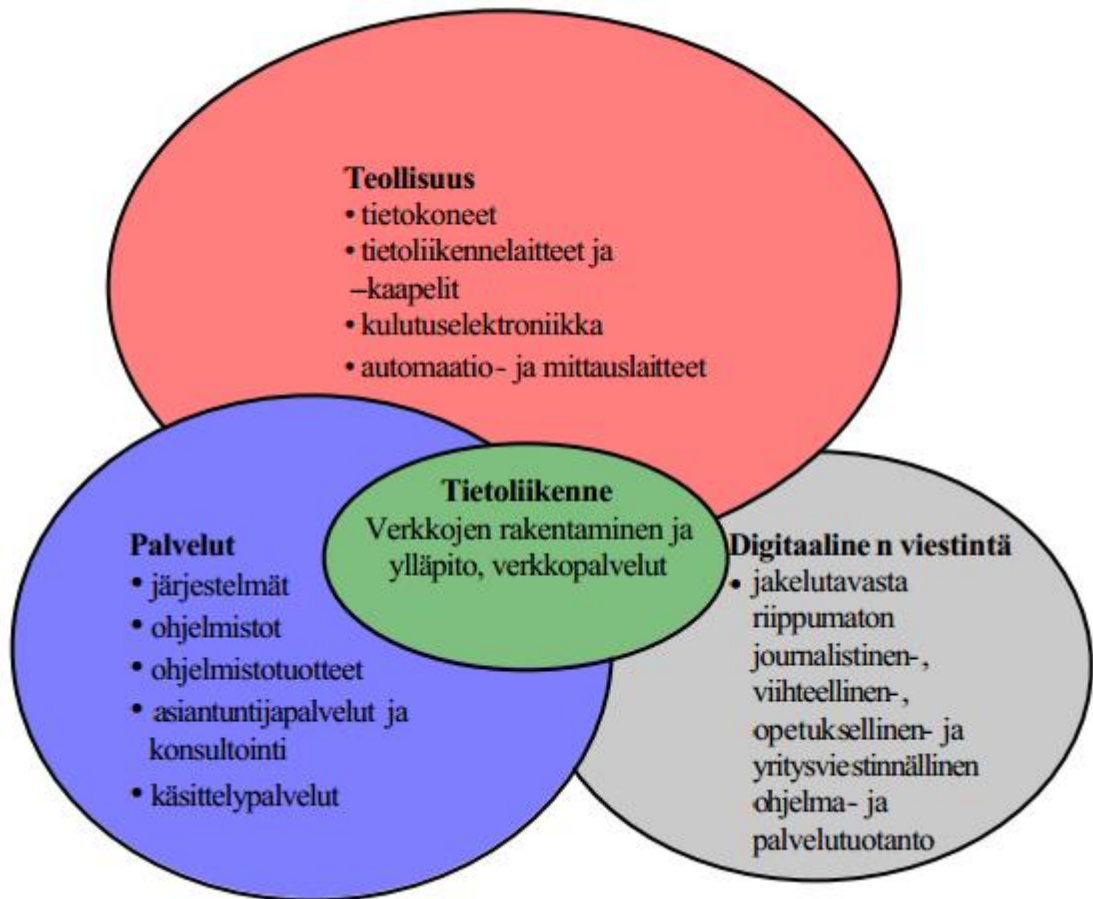 Teollisuus
• tietokoneet
• tietoliikennelaitteet ja
–kaapelit
• kulutuselektroniikka
• automaatio- ja mittauslaitteet
Tietoliikenne
Verkkojen rakentaminen ja
ylläpito, verkkopalvelut
Palvelut
• järjestelmät
• ohjelmistot
• ohjelmistotuotteet
• asiantuntijapalvelut ja
konsultointi
• käsittelypalvelut
Digitaaline n viestintä
• jakelutavasta
riippumaton
journalistinen-,
viihteellinen-,
opetuksellinen- ja
yritysviestinnällinen
ohjelma- ja
palvelutuotanto